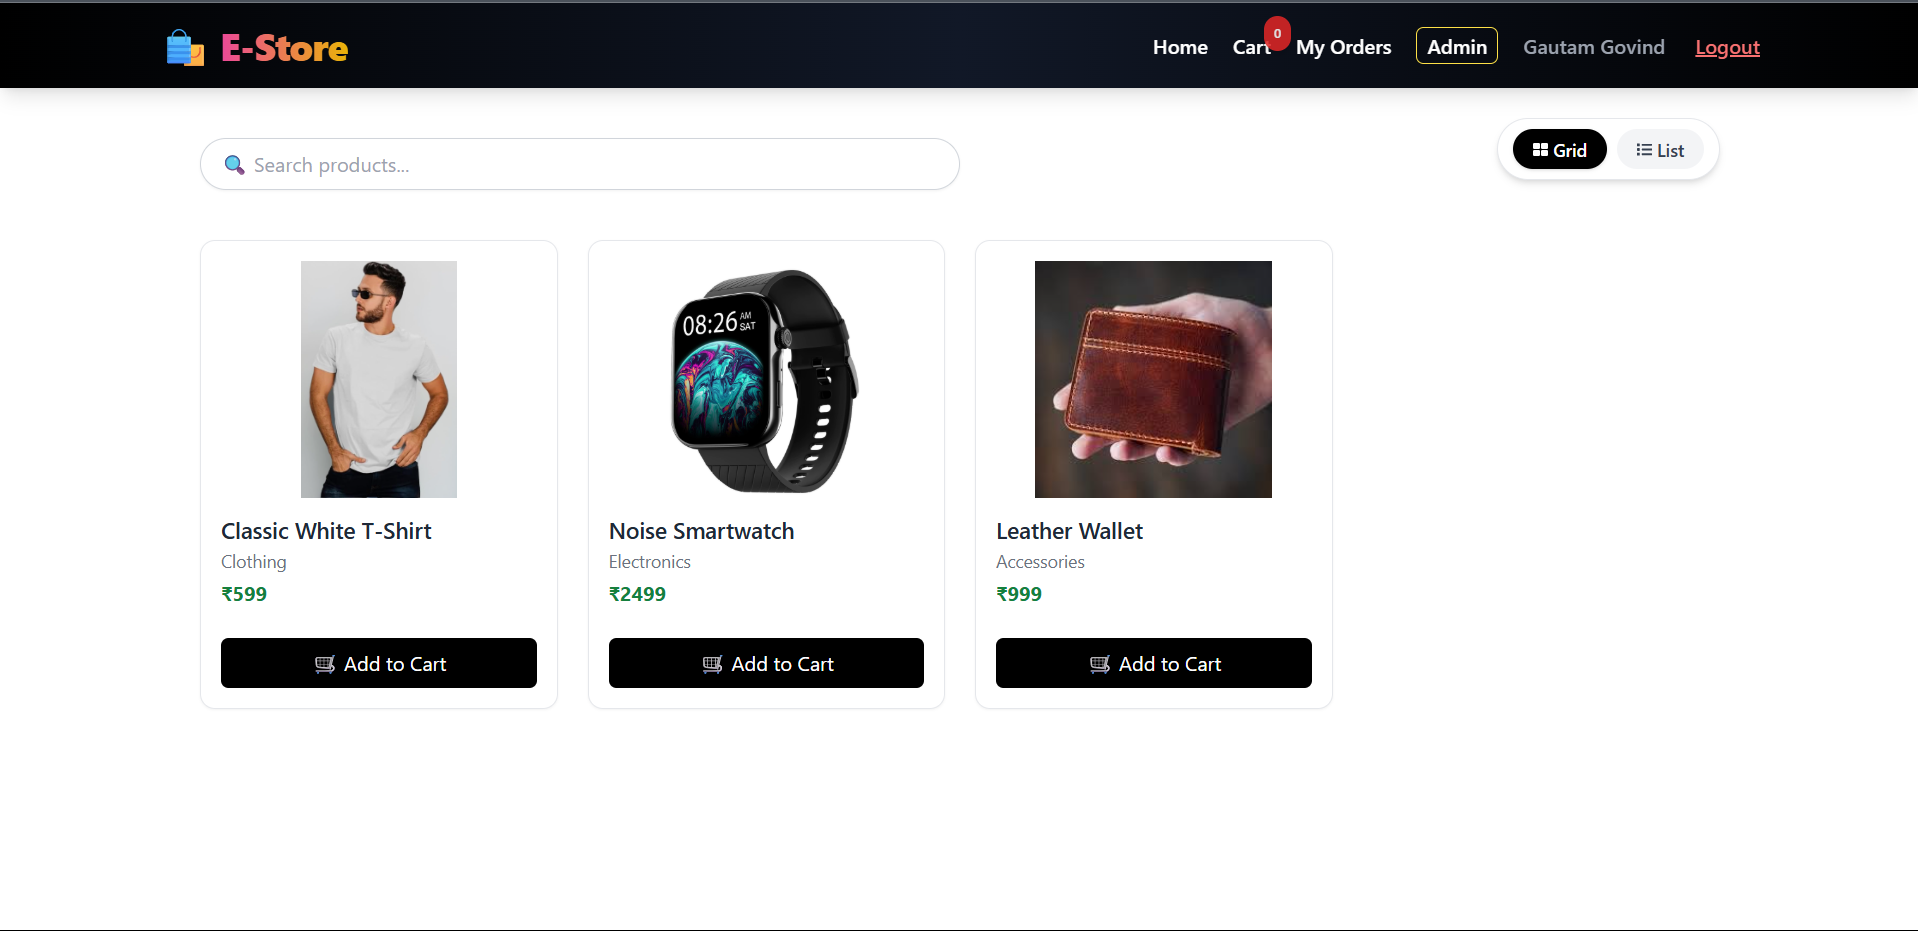 E-Store
Home Cart 0 My Orders Admin Gautam Govind Logout
Search products...
Grid List
08:26 AM SAT
Classic White T-Shirt
Clothing
₹599
Add to Cart
Noise Smartwatch
Electronics
₹2499
Add to Cart
Leather Wallet
Accessories
₹999
Add to Cart